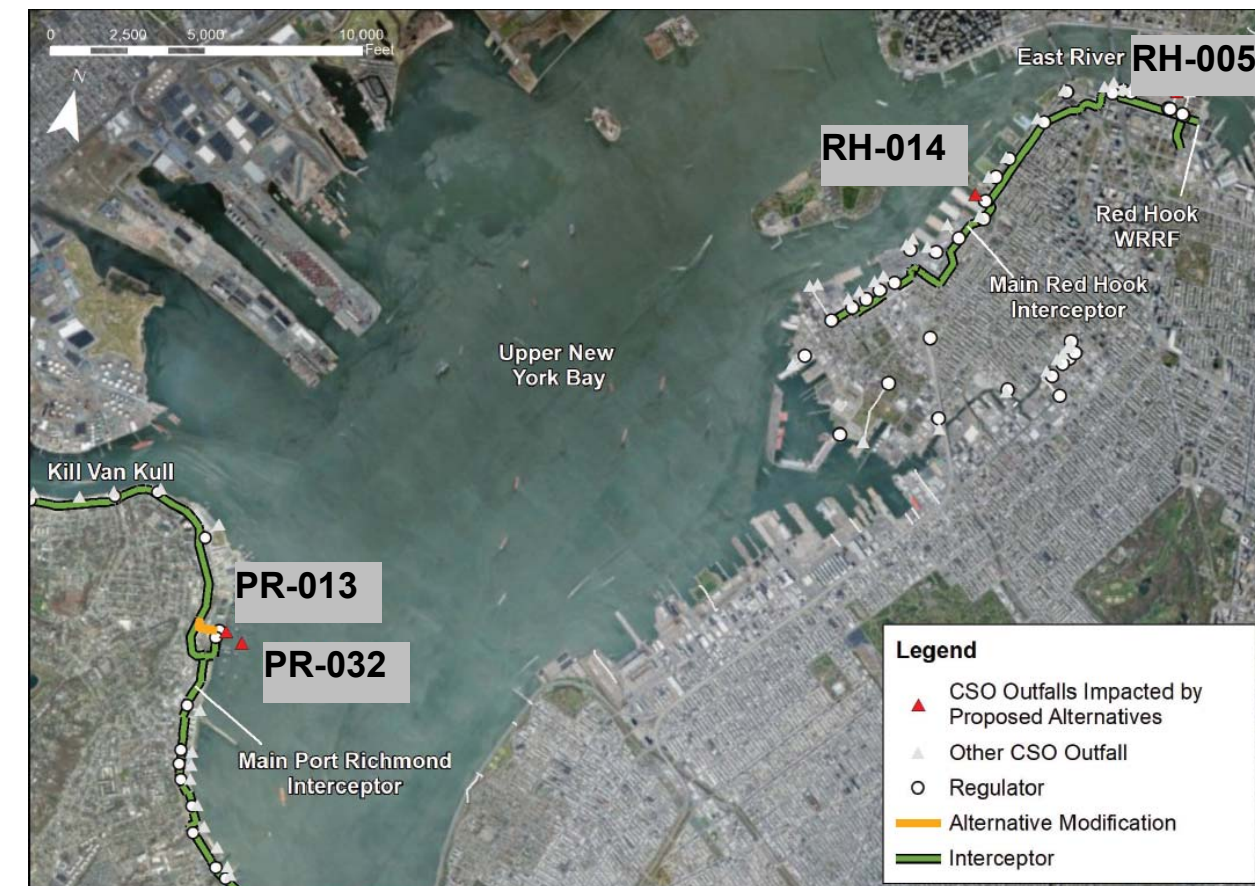 0 2,500 5,000 10,000
Feet
N
East River
RH-005
RH-014
Red Hook
WRRF
Main Red Hook
Interceptor
Upper New
York Bay
Kill Van Kull
PR-013
PR-032
Main Port Richmond
Interceptor
Legend
CSO Outfalls Impacted by
Proposed Alternatives
Other CSO Outfall
Regulator
Alternative Modification
Interceptor